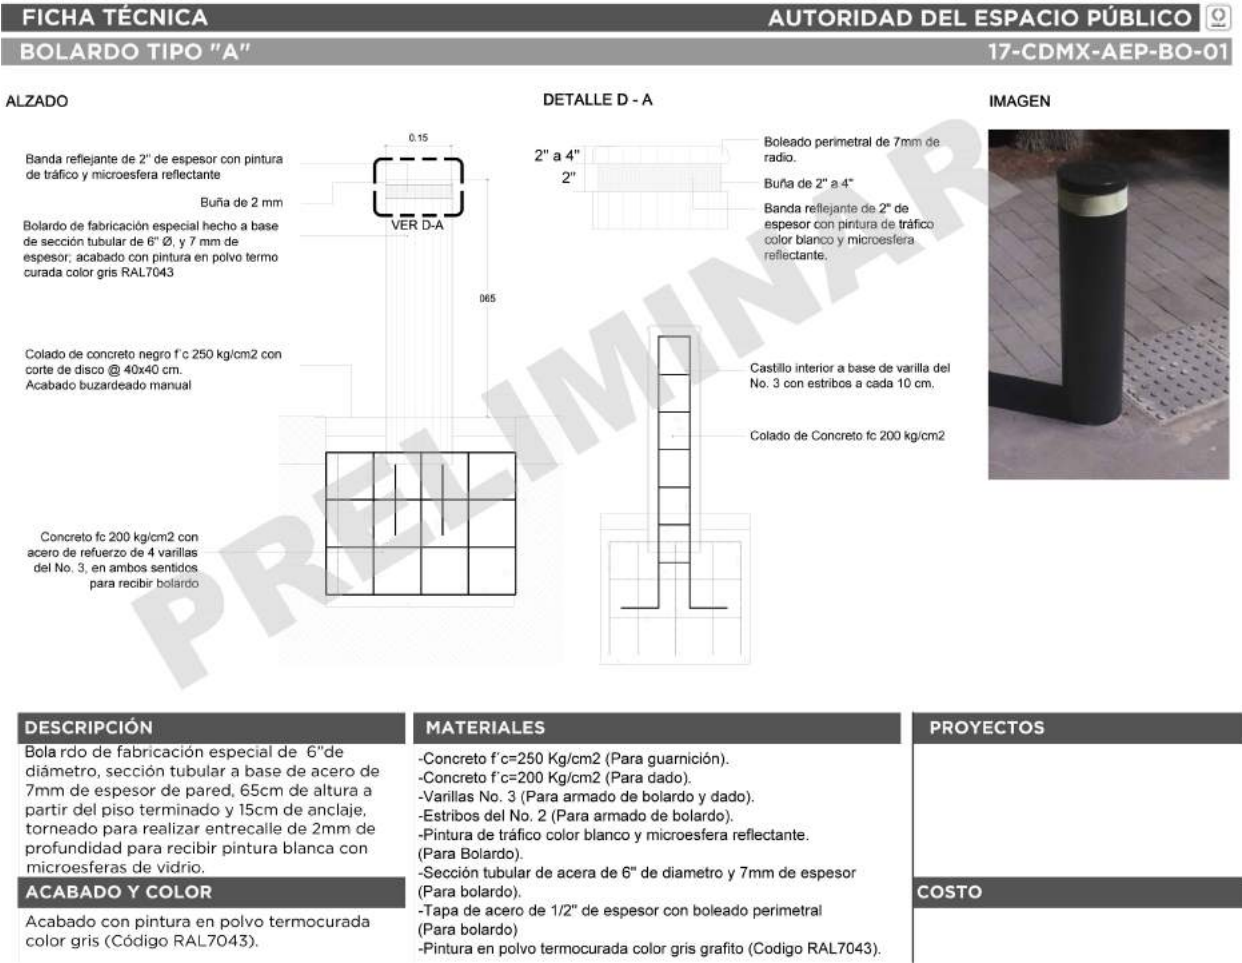 FICHA TÉCNICA
AUTORIDAD DEL ESPACIO PÚBLICO
BOLARDO TIPO "A"
17-CDMX-AEP-BO-01
ALZADO
DETALLE D - A
IMAGEN
0.15
Banda reflejante de 2" de espesor con pintura
de tráfico y microesfera reflectante
Buña de 2 mm
VER D-A
Bolardo de fabricación especial hecho a base
de sección tubular de 6" Ø, y 7 mm de
espesor; acabado con pintura en polvo termo
curada color gris RAL7043
065
Colado de concreto negro f´c 250 kg/cm2 con
corte de disco @ 40x40 cm.
Acabado buzardeado manual
Concreto fc 200 kg/cm2 con
acero de refuerzo de 4 varillas
del No. 3, en ambos sentidos
para recibir bolardo
2" a 4"
2"
Boleado perimetral de 7mm de
radio.
Buña de 2" a 4"
Banda reflejante de 2" de
espesor con pintura de tráfico
color blanco y microesfera
reflectante.
Castillo interior a base de varilla del
No. 3 con estribos a cada 10 cm.
Colado de Concreto fc 200 kg/cm2
PRELIMINAR
DESCRIPCIÓN
Bola rdo de fabricación especial de 6"de
diámetro, sección tubular a base de acero de
7mm de espesor de pared, 65cm de altura a
partir del piso terminado y 15cm de anclaje,
torneado para realizar entrecalle de 2mm de
profundidad para recibir pintura blanca con
microesferas de vidrio.
ACABADO Y COLOR
Acabado con pintura en polvo termocurada
color gris (Código RAL7043).
MATERIALES
-Concreto f´c=250 Kg/cm2 (Para guarnición).
-Concreto f´c=200 Kg/cm2 (Para dado).
-Varillas No. 3 (Para armado de bolardo y dado).
-Estribos del No. 2 (Para armado de bolardo).
-Pintura de tráfico color blanco y microesfera reflectante.
(Para Bolardo).
-Sección tubular de acera de 6" de diametro y 7mm de espesor
(Para bolardo).
-Tapa de acero de 1/2" de espesor con boleado perimetral
(Para bolardo)
-Pintura en polvo termocurada color gris grafito (Codigo RAL7043).
PROYECTOS
COSTO